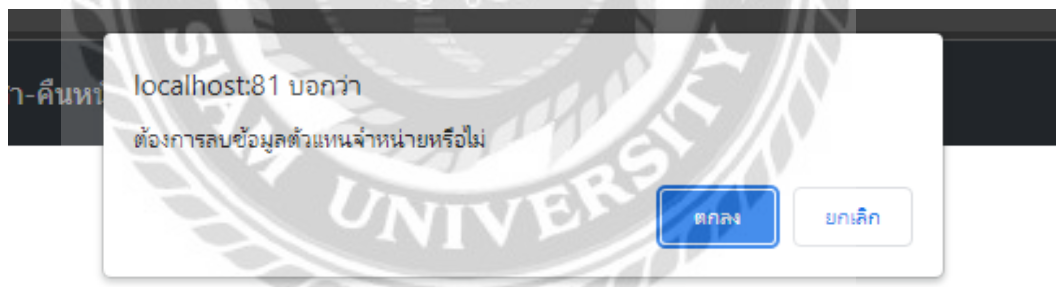 า-คืนหนั
localhost:81 บอกว่า
ต้องการลบข้อมูลตัวแทนจำหน่ายหรือไม่
ตกลง
ยกเลิก
SIAM UNIVERSITY